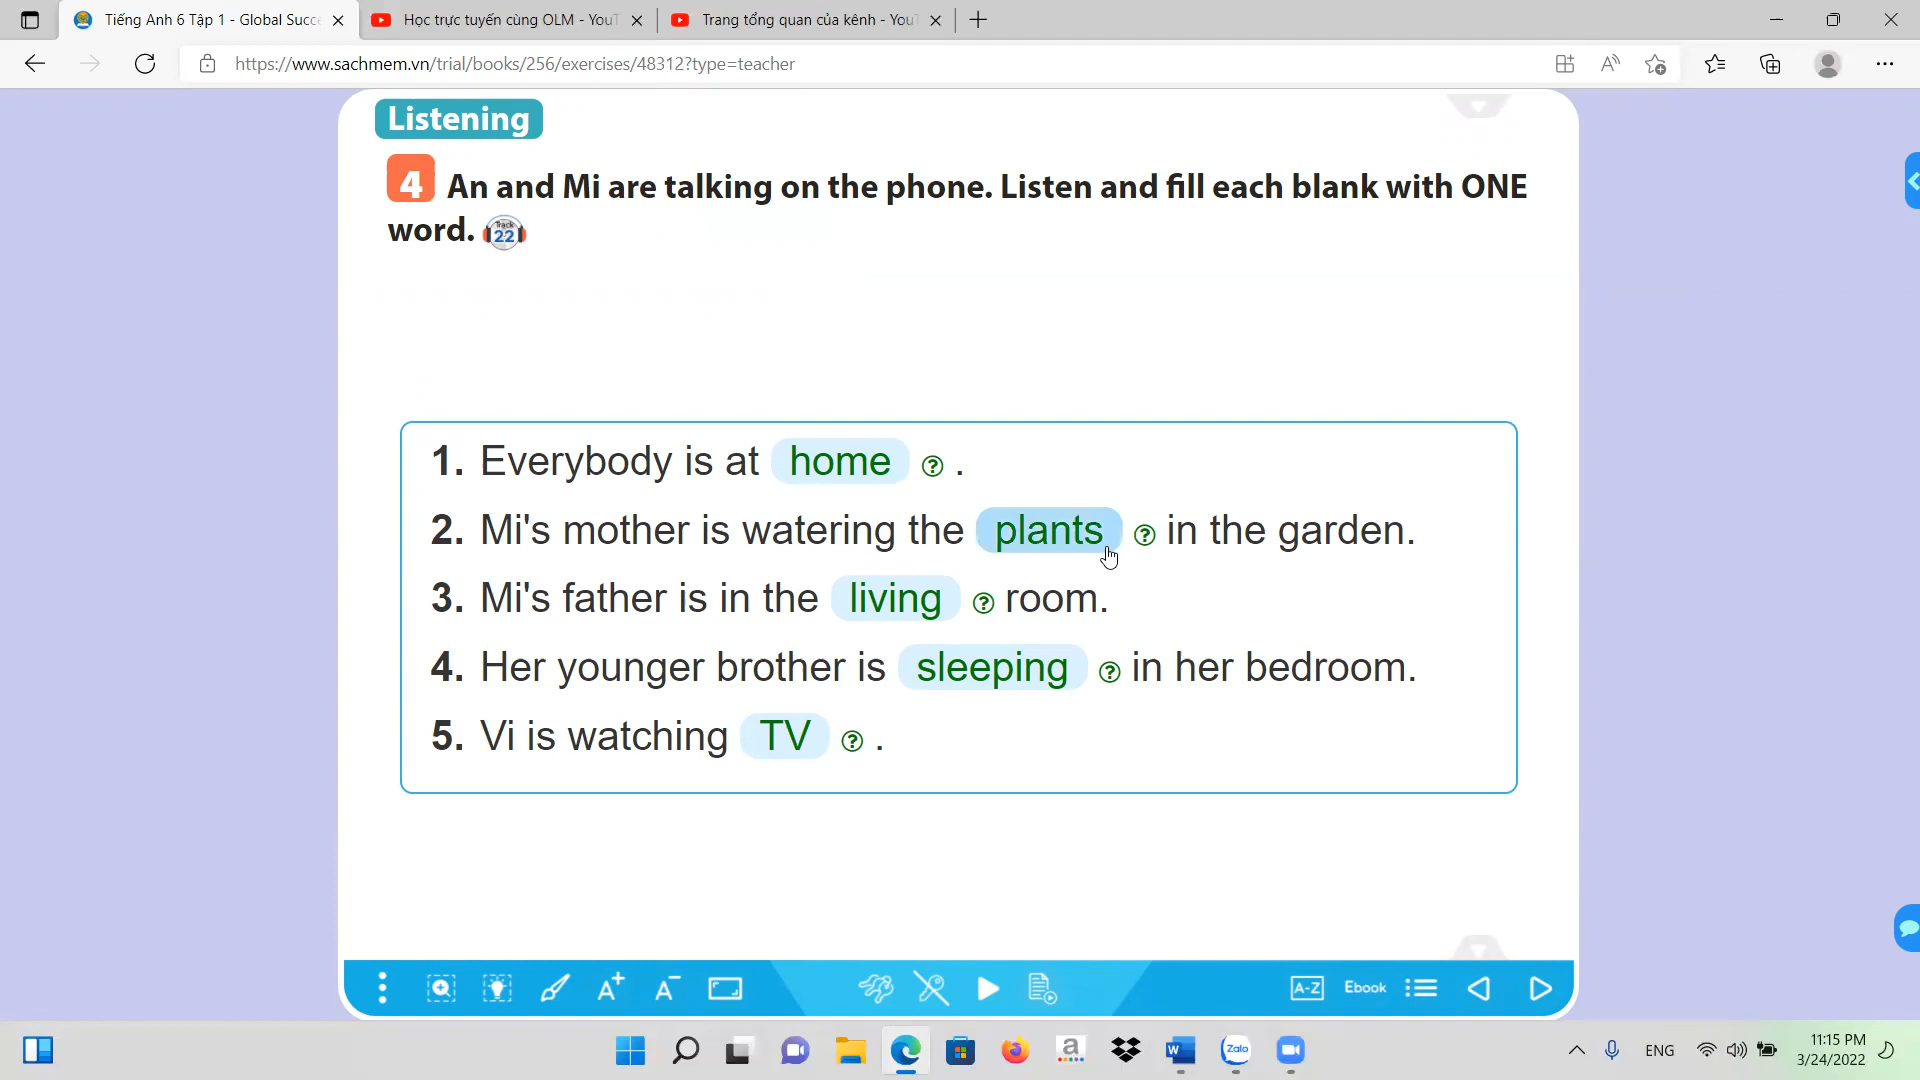 Tiếng Anh 6 Tập 1 - Global Succ
Học trực tuyến cùng OLM - YouT
Trang tổng quan của kênh - You
https://www.sachmem.vn/trial/books/256/exercises/48312?type=teacher
Listening
4 An and Mi are talking on the phone. Listen and fill each blank with ONE
word. Track 22
1. Everybody is at home ? .
2. Mi's mother is watering the plants ? in the garden.
3. Mi's father is in the living ? room.
4. Her younger brother is sleeping ? in her bedroom.
5. Vi is watching TV ? .
A+ A- A-Z Ebook
a W Zalo ENG
11:15 PM
3/24/2022